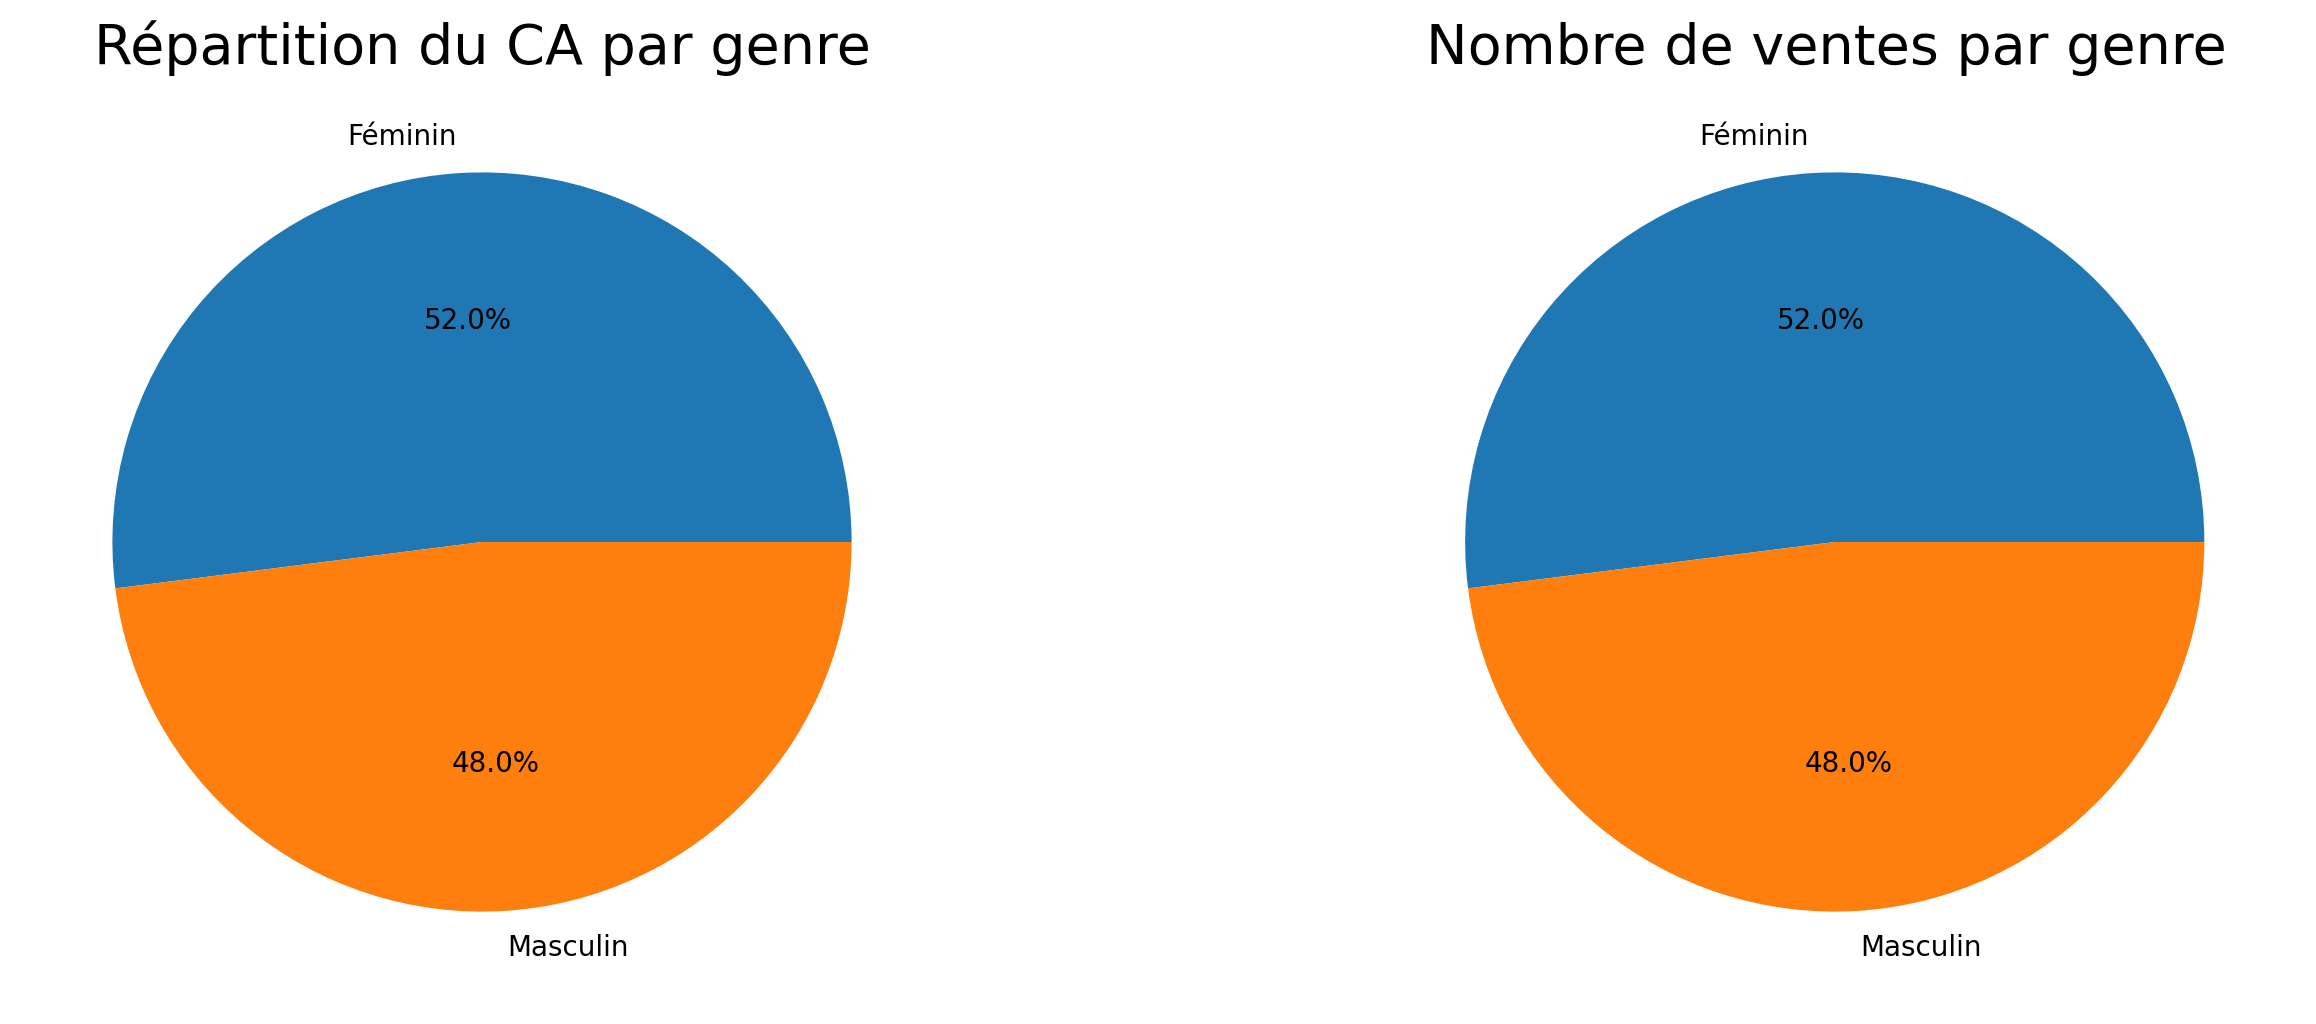 Répartition du CA par genre
Féminin
52.0%
48.0%
Masculin
Nombre de ventes par genre
Féminin
52.0%
48.0%
Masculin